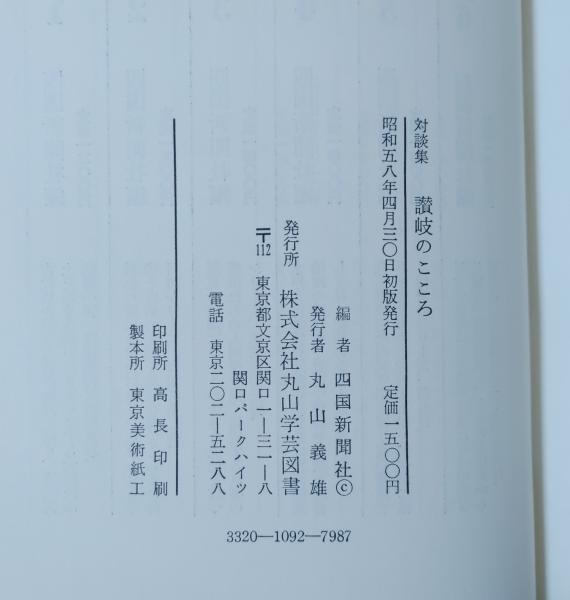 対談集 讃岐のこころ
昭和五八年四月三〇日初版発行 定価一五〇〇円
編者 四国新聞社ⓒ
発行者 丸山義雄
発行所 株式会社丸山学芸図書
〒112 東京都文京区関口一―三一―八
関口パークハイツ
電話 東京二〇二―五二八八
印刷所 高長印刷
製本所 東京美術紙工
3320―1092―7987